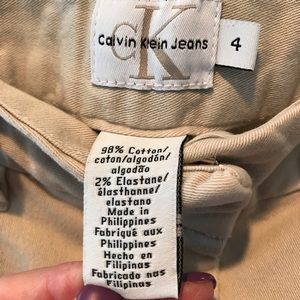 cK
Calvin Klein Jeans
4
98% Cotton/
coton/algodón/
algodão
2% Elastane/
élasthanne/
elastano
Made in
Philippines
Fabriqué aux
Philippines
Hecho en
Filipinas
Fabricado nas
Filipinas